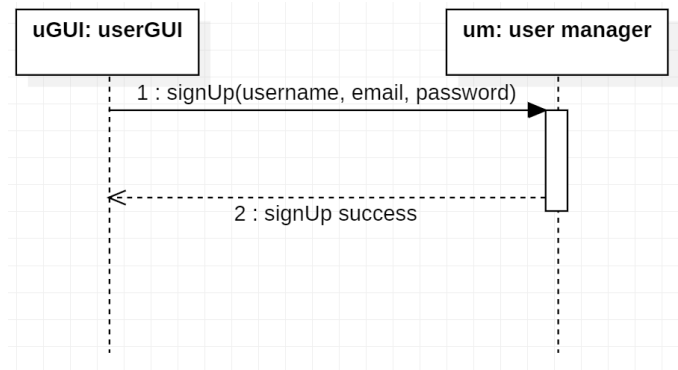 uGUI: userGUI
um: user manager
1 : signUp(username, email, password)
2 : signUp success